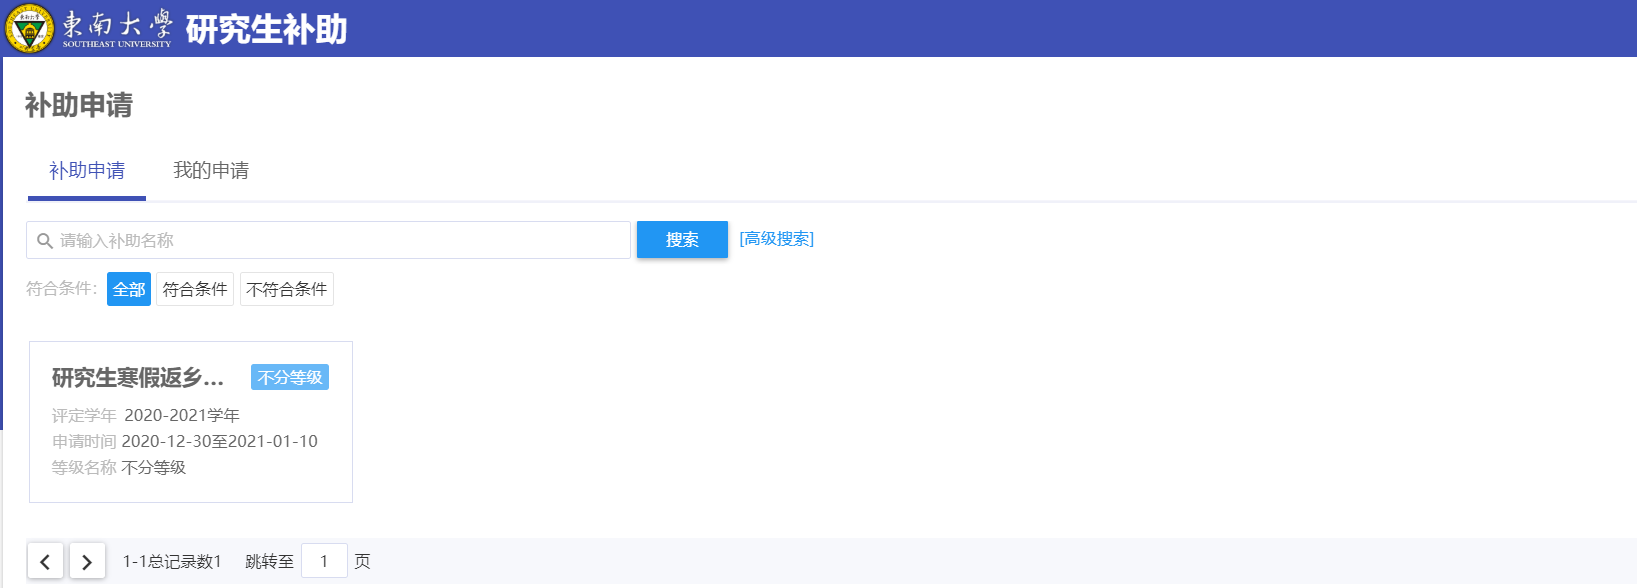 東南大學
SOUTHEAST UNIVERSITY
研究生补助
补助申请
补助申请 我的申请
请输入补助名称 搜索 [高级搜索]
符合条件: 全部 符合条件 不符合条件
研究生寒假返乡... 不分等级
评定学年 2020-2021学年
申请时间 2020-12-30至2021-01-10
等级名称 不分等级
1-1总记录数1 跳转至 1 页